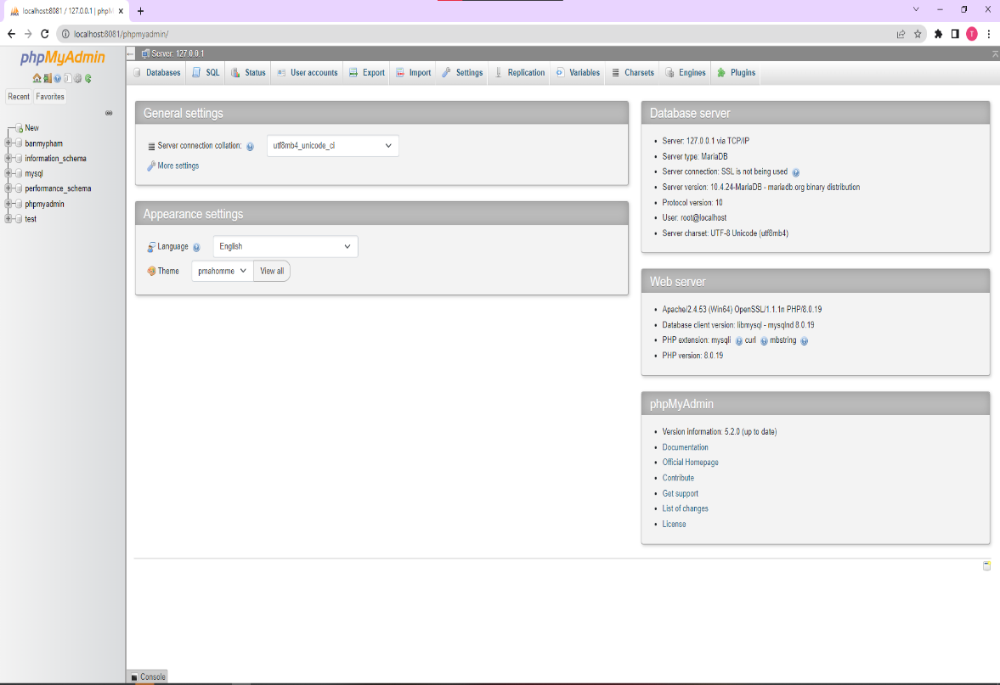 localhost:8081 / 127.0.0.1 | phpM
localhost:8081/phpmyadmin/
T
phpMyAdmin
Recent Favorites
New
banmypham
information_schema
mysql
performance_schema
phpmyadmin
test
Server: 127.0.0.1
Databases SQL Status User accounts Export Import Settings Replication Variables Charsets Engines Plugins
General settings
Server connection collation: utf8mb4_unicode_ci
More settings
Appearance settings
Language English
Theme pmahomme View all
Database server
Server: 127.0.0.1 via TCP/IP
Server type: MariaDB
Server connection: SSL is not being used
Server version: 10.4.24-MariaDB - mariadb.org binary distribution
Protocol version: 10
User: root@localhost
Server charset: UTF-8 Unicode (utf8mb4)
Web server
Apache/2.4.53 (Win64) OpenSSL/1.1.1n PHP/8.0.19
Database client version: libmysql - mysqlnd 8.0.19
PHP extension: mysqli curl mbstring
PHP version: 8.0.19
phpMyAdmin
Version information: 5.2.0 (up to date)
Documentation
Official Homepage
Contribute
Get support
List of changes
License
Console